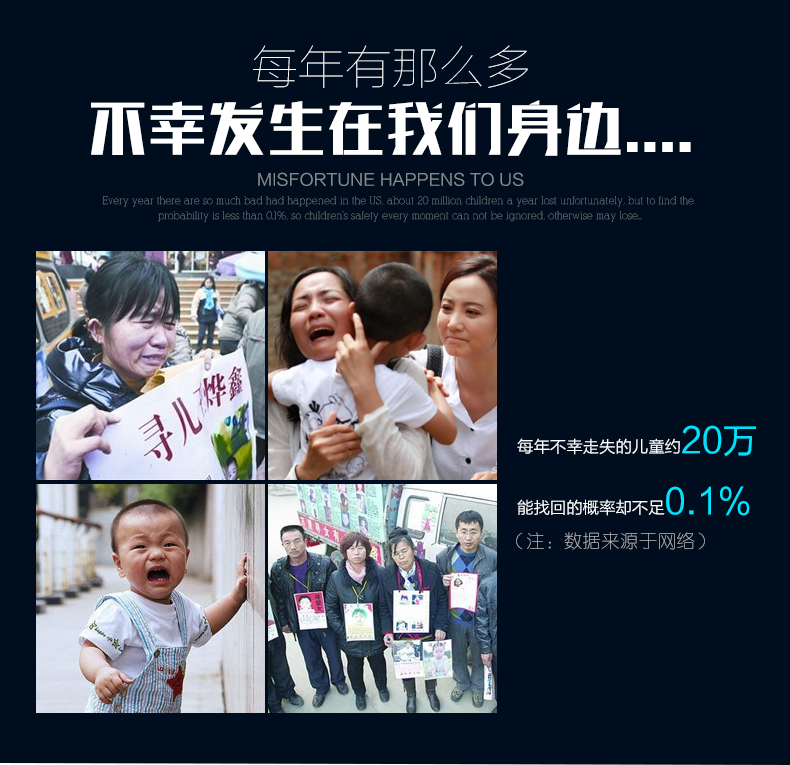 每年有那么多
不幸发生在我们身边....
MISFORTUNE HAPPENS TO US
Every year there are so much bad had happened in the US, about 20 million children a year lost unfortunately, but to find the
probability is less than 0.1%, so children's safety every moment can not be ignored, otherwise may lose...
寻儿
烨鑫
每年不幸走失的儿童约20万
能找回的概率却不足0.1%
（注：数据来源于网络）